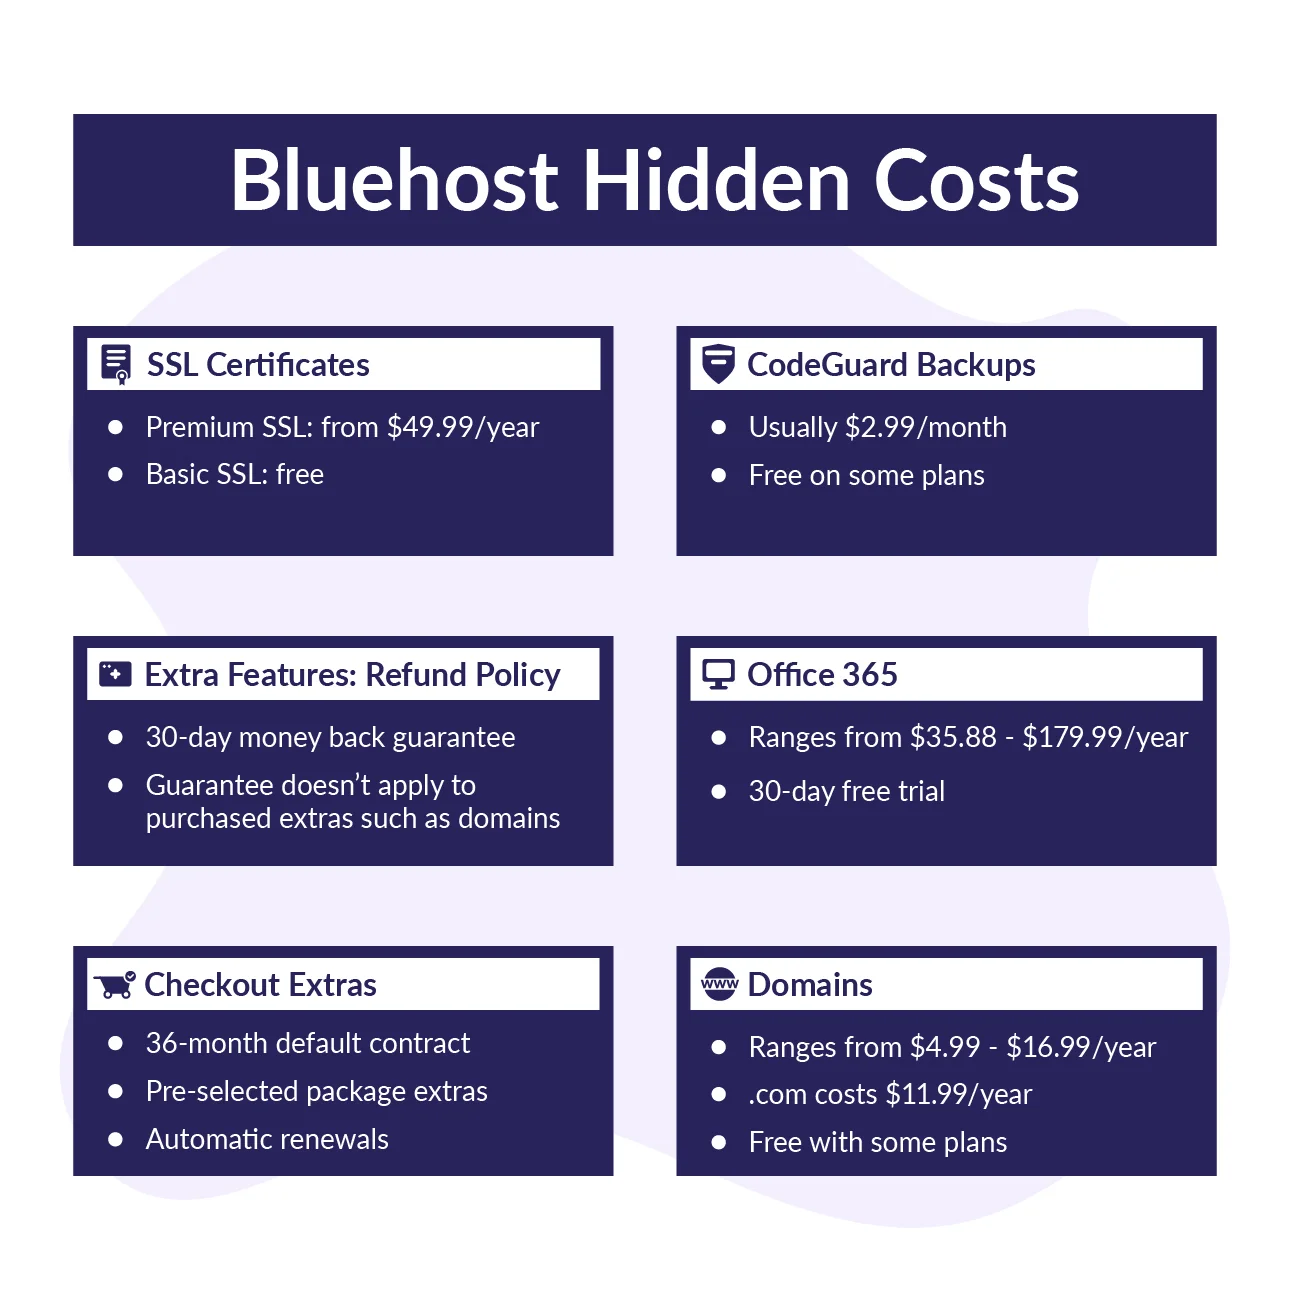 Bluehost Hidden Costs
SSL Certificates
Premium SSL: from $49.99/year
Basic SSL: free
CodeGuard Backups
Usually $2.99/month
Free on some plans
Extra Features: Refund Policy
30-day money back guarantee
Guarantee doesn’t apply to
purchased extras such as domains
Office 365
Ranges from $35.88 - $179.99/year
30-day free trial
Checkout Extras
36-month default contract
Pre-selected package extras
Automatic renewals
www
Domains
Ranges from $4.99 - $16.99/year
.com costs $11.99/year
Free with some plans